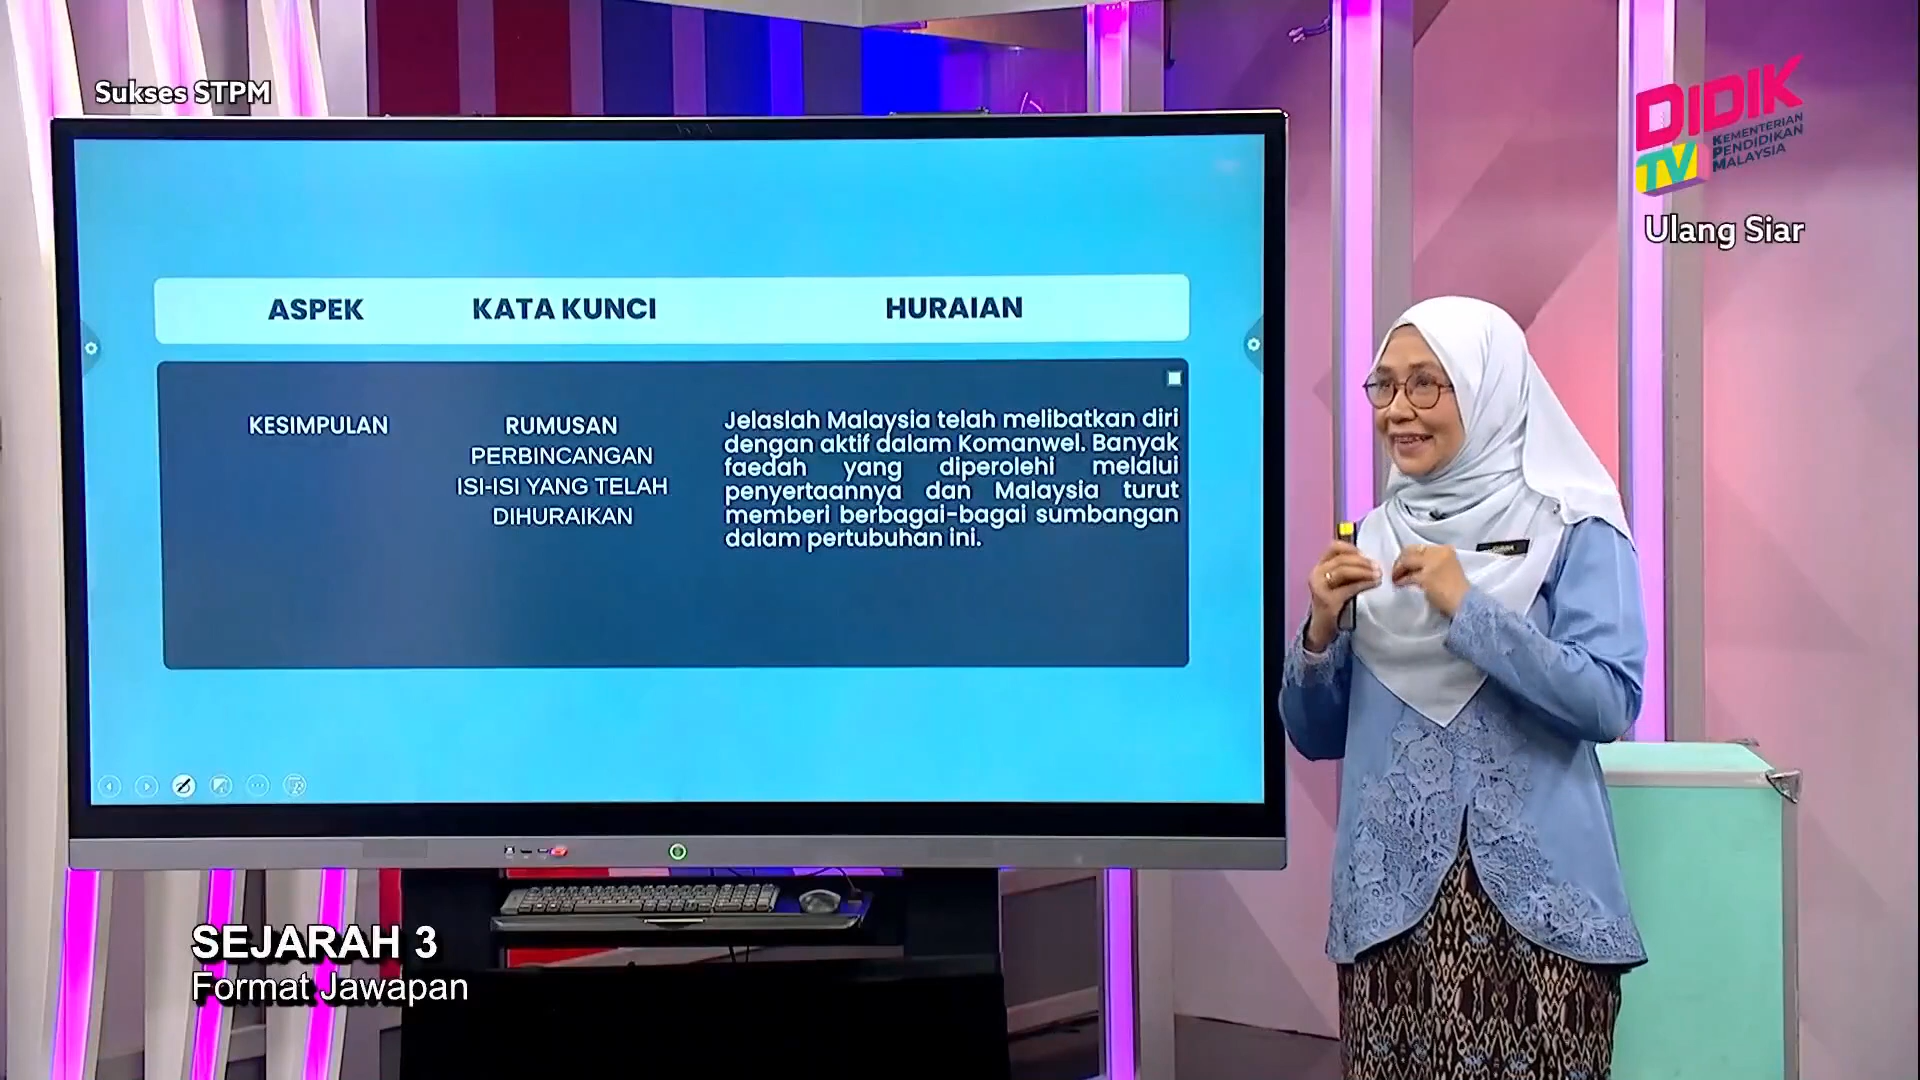 Sukses STPM
DIDIK
TV
KEMENTERIAN
PENDIDIKAN
MALAYSIA
Ulang Siar
ASPEK KATA KUNCI HURAIAN
KESIMPULAN
RUMUSAN
PERBINCANGAN
ISI-ISI YANG TELAH
DIHURAIKAN
Jelaslah Malaysia telah melibatkan diri
dengan aktif dalam Komanwel. Banyak
faedah yang diperolehi melalui
penyertaannya dan Malaysia turut
memberi berbagai-bagai sumbangan
dalam pertubuhan ini.
SEJARAH 3
Format Jawapan